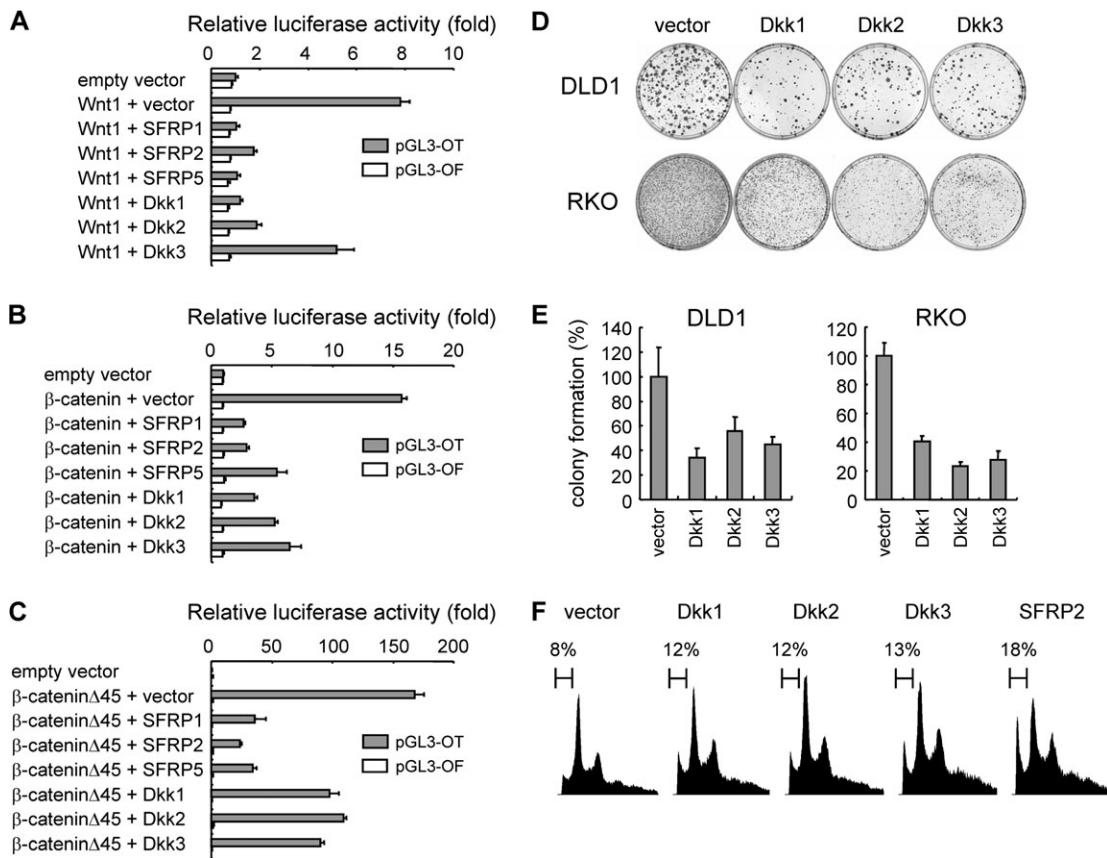 A
Relative luciferase activity (fold)
0 2 4 6 8 10
empty vector
Wnt1 + vector
Wnt1 + SFRP1
Wnt1 + SFRP2
Wnt1 + SFRP5
Wnt1 + Dkk1
Wnt1 + Dkk2
Wnt1 + Dkk3
pGL3-OT
pGL3-OF
B
Relative luciferase activity (fold)
0 5 10 15 20
empty vector
β-catenin + vector
β-catenin + SFRP1
β-catenin + SFRP2
β-catenin + SFRP5
β-catenin + Dkk1
β-catenin + Dkk2
β-catenin + Dkk3
pGL3-OT
pGL3-OF
C
Relative luciferase activity (fold)
0 50 100 150 200
empty vector
β-cateninΔ45 + vector
β-cateninΔ45 + SFRP1
β-cateninΔ45 + SFRP2
β-cateninΔ45 + SFRP5
β-cateninΔ45 + Dkk1
β-cateninΔ45 + Dkk2
β-cateninΔ45 + Dkk3
pGL3-OT
pGL3-OF
D
vector Dkk1 Dkk2 Dkk3
DLD1
RKO
E
DLD1
colony formation (%)
140
120
100
80
60
40
20
0
vector
Dkk1
Dkk2
Dkk3
RKO
120
100
80
60
40
20
0
vector
Dkk1
Dkk2
Dkk3
F
vector Dkk1 Dkk2 Dkk3 SFRP2
8% 12% 12% 13% 18%